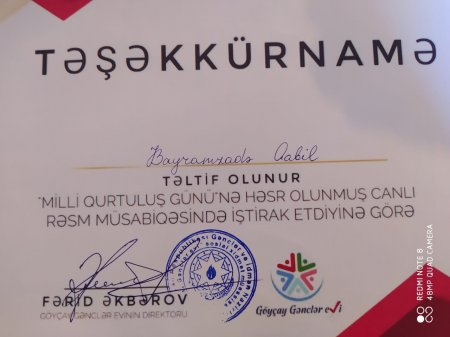 TƏŞƏKKÜRNAMƏ
Bayramzadə Qabil
TƏLTİF OLUNUR
"MİLLİ QURTULUŞ GÜNÜ"NƏ HƏSR OLUNMUŞ CANLI
RƏSM MÜSABİQƏSİNDƏ İŞTİRAK ETDİYİNƏ GÖRƏ
FƏRİD ƏKBƏROV
GÖYÇAY GƏNCLƏR EVİNİN DİREKTORU
Göyçay Gənclər evi
REDMI NOTE 8
48MP QUAD CAMERA